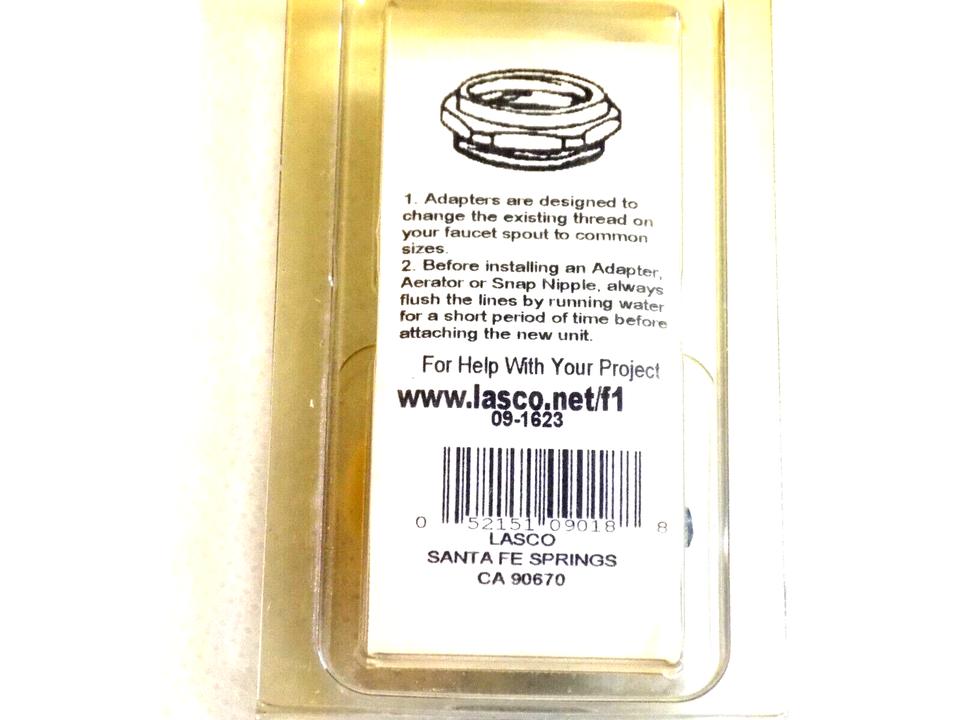 1. Adapters are designed to
change the existing thread on
your faucet spout to common
sizes.
2. Before installing an Adapter,
Aerator or Snap Nipple, always
flush the lines by running water
for a short period of time before
attaching the new unit.
For Help With Your Project
www.lasco.net/f1
09-1623
0 52151 09018 8
LASCO
SANTA FE SPRINGS
CA 90670